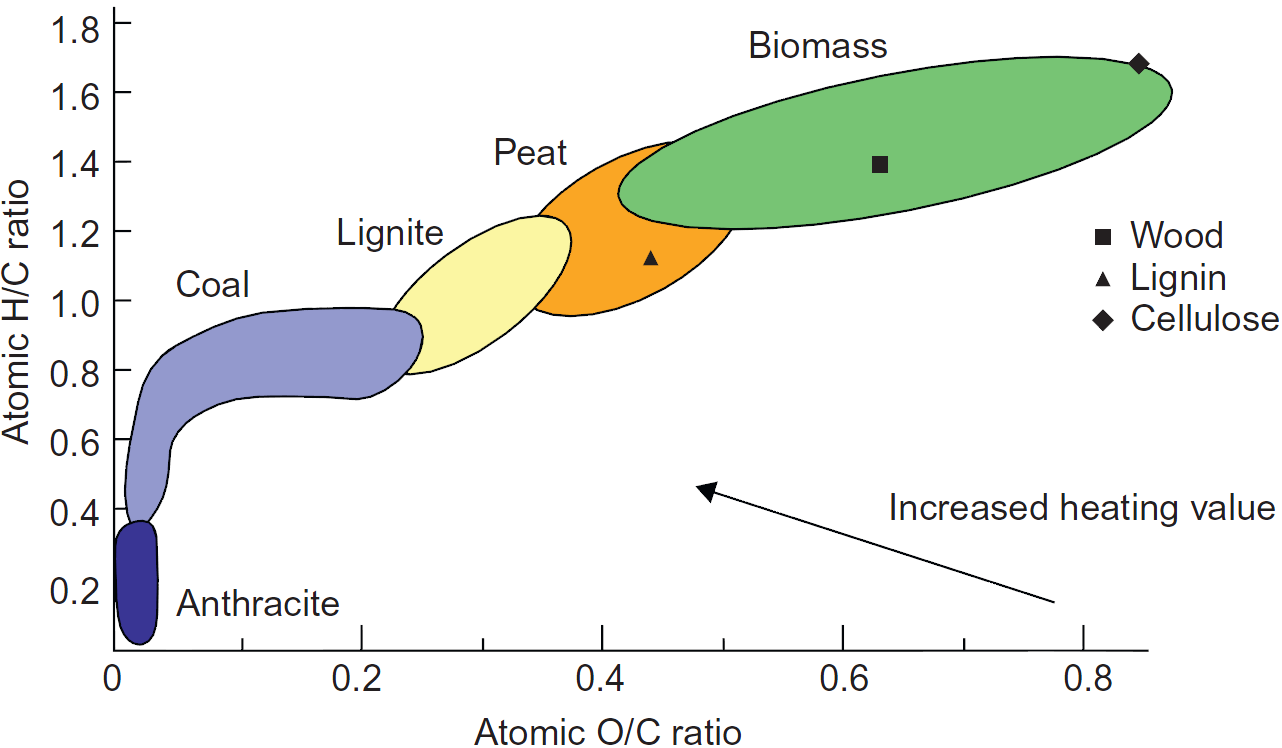 1.8
1.6
1.4
1.2
1.0
0.8
0.6
0.4
0.2
Atomic H/C ratio
Biomass
Peat
Lignite
Coal
Anthracite
Wood
Lignin
Cellulose
Increased heating value
0
0.2
0.4
0.6
0.8
Atomic O/C ratio